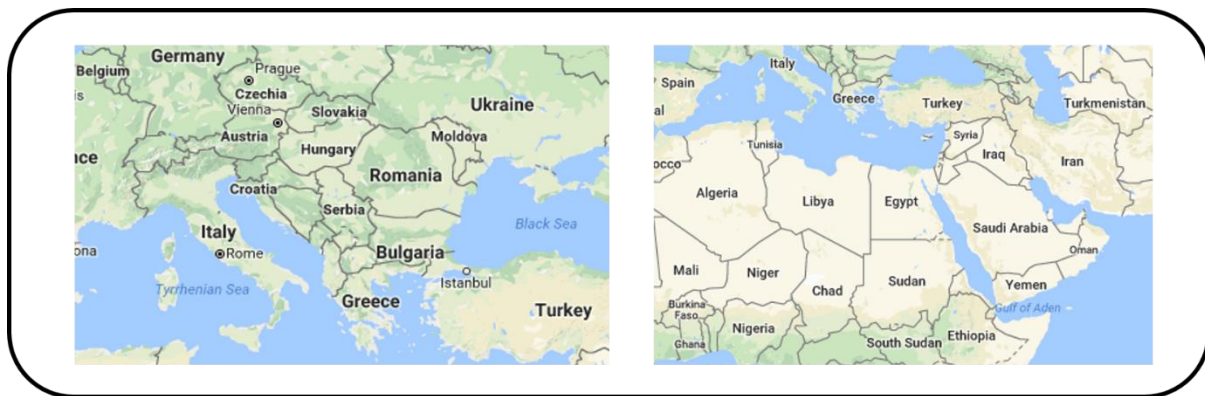 Germany
Belgium
Prague
is
Czechia
Vienna
Slovakia
Ukraine
Austria
Moldova
nce
Hungary
Romania
Croatia
Serbia
Italy
Black Sea
ona
Rome
Bulgaria
Istanbul
Tyrrhenian Sea
Greece
Turkey
Italy
Spain
Greece
Turkey
Turkmenistan
al
Syria
Tunisia
Iraq
Iran
occo
Algeria
Libya
Egypt
Saudi Arabia
Oman
Mali
Niger
Chad
Sudan
Yemen
Burkina
Faso
Gulf of Aden
Nigeria
Ghana
South Sudan
Ethiopia